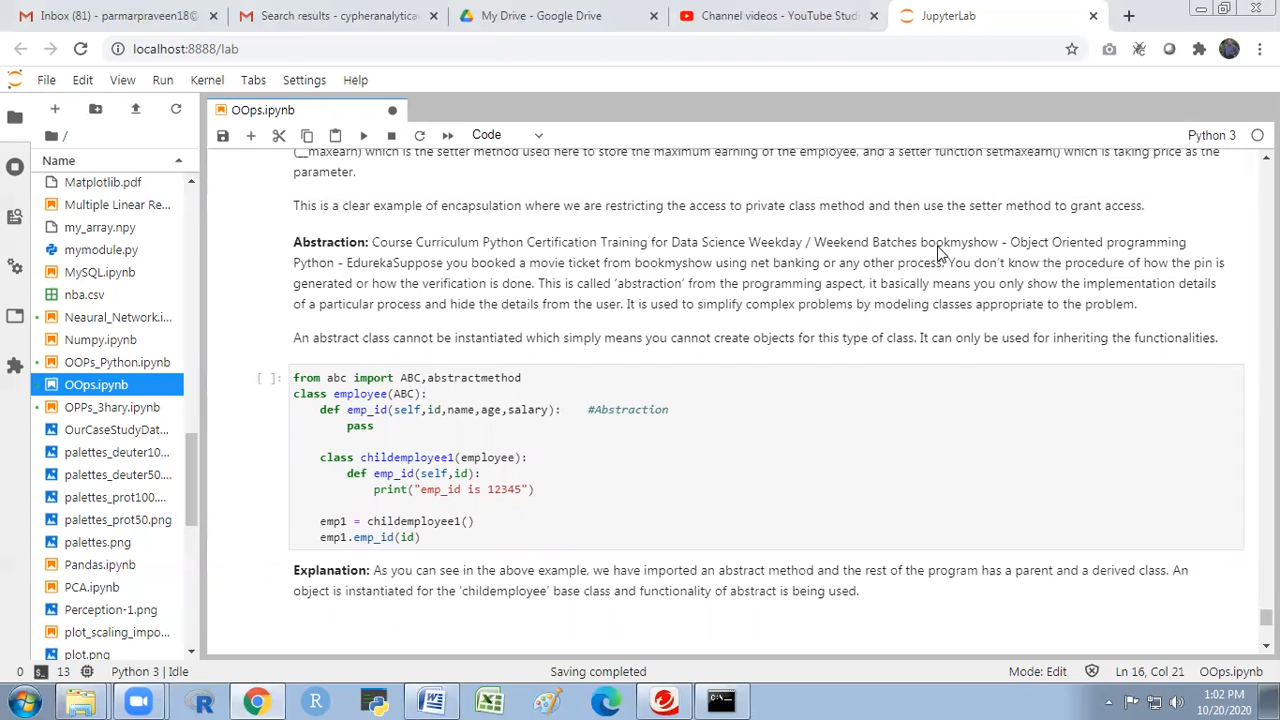 Inbox (81) - parmarpraveen18@
Search results - cypheranalytica
My Drive - Google Drive
Channel videos - YouTube Studi
JupyterLab
localhost:8888/lab
File Edit View Run Kernel Tabs Settings Help
OOps.ipynb
/
Code
Python 3
Name
Matplotlib.pdf
Multiple Linear Re...
my_array.npy
mymodule.py
MySQL.ipynb
nba.csv
Neaural_Network.i...
Numpy.ipynb
OOPs_Python.ipynb
OOps.ipynb
OPPs_3hary.ipynb
OurCaseStudyDat...
palettes_deuter10...
palettes_deuter50....
palettes_prot100....
palettes_prot50.png
palettes.png
Pandas.ipynb
PCA.ipynb
Perception-1.png
plot_scaling_impo...
plot.png
(__maxearn) which is the setter method used here to store the maximum earning of the employee, and a setter function setmaxearn() which is taking price as the
parameter.
This is a clear example of encapsulation where we are restricting the access to private class method and then use the setter method to grant access.
Abstraction: Course Curriculum Python Certification Training for Data Science Weekday / Weekend Batches bookmyshow - Object Oriented programming
Python - EdurekaSuppose you booked a movie ticket from bookmyshow using net banking or any other process. You don't know the procedure of how the pin is
generated or how the verification is done. This is called 'abstraction' from the programming aspect, it basically means you only show the implementation details
of a particular process and hide the details from the user. It is used to simplify complex problems by modeling classes appropriate to the problem.
An abstract class cannot be instantiated which simply means you cannot create objects for this type of class. It can only be used for inheriting the functionalities.
[ ]:
from abc import ABC,abstractmethod
class employee(ABC):
def emp_id(self,id,name,age,salary): #Abstraction
pass
class childemployee1(employee):
def emp_id(self,id):
print("emp_id is 12345")
emp1 = childemployee1()
emp1.emp_id(id)
Explanation: As you can see in the above example, we have imported an abstract method and the rest of the program has a parent and a derived class. An
object is instantiated for the 'childemployee' base class and functionality of abstract is being used.
0 13 Python 3 | Idle Saving completed Mode: Edit Ln 16, Col 21 OOps.ipynb
1:02 PM
10/20/2020